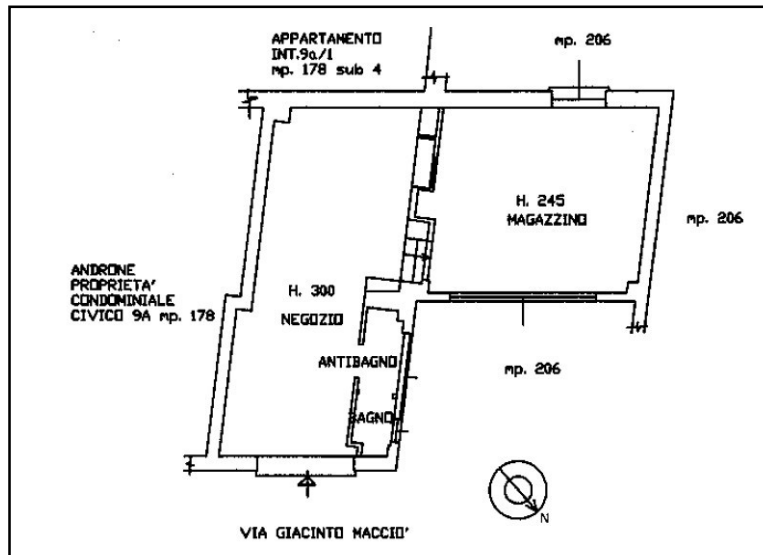 APPARTAMENTO
INT.9a/1
mp. 178 sub 4
mp. 206
H. 245
MAGAZZINO
mp. 206
ANDRONE
PROPRIETA'
CONDOMINIALE
CIVICO 9A mp. 178
H. 300
NEGOZIO
ANTIBAGNO
mp. 206
BAGNO
N
VIA GIACINTO MACCIO'